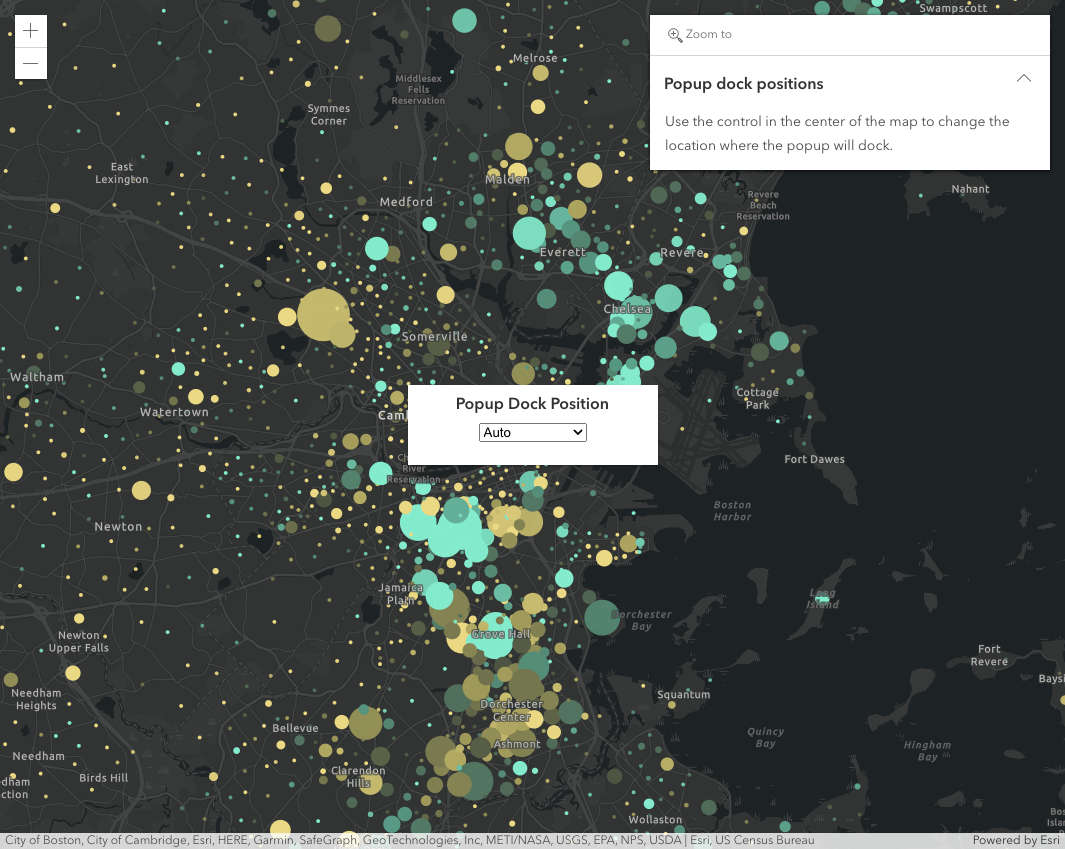 Swampscott
Zoom to
Melrose
Middlesex
Fells
Reservation
Popup dock positions
Symmes
Corner
Use the control in the center of the map to change the
location where the popup will dock.
East
Lexington
Malden
Nahant
Medford
Revere
Beach
Reservation
Everett
Revere
Chelsea
Somerville
Waltham
Watertown
Cottage
Park
Popup Dock Position
Auto
Fort Dawes
River
Reservation
Boston
Harbor
Newton
Jamaica
Plain
Long
Island
Dorchester
Bay
Grove Hall
Newton
Upper Falls
Fort
Revere
Needham
Heights
Squantum
Dorchester
Center
Bellevue
Quincy
Bay
Ashmont
Hingham
Bay
Needham
Clarendon
Hills
Birds Hill
Wollaston
City of Boston, City of Cambridge, Esri, HERE, Garmin, SafeGraph, GeoTechnologies, Inc, METI/NASA, USGS, EPA, NPS, USDA | Esri, US Census Bureau
Powered by Esri